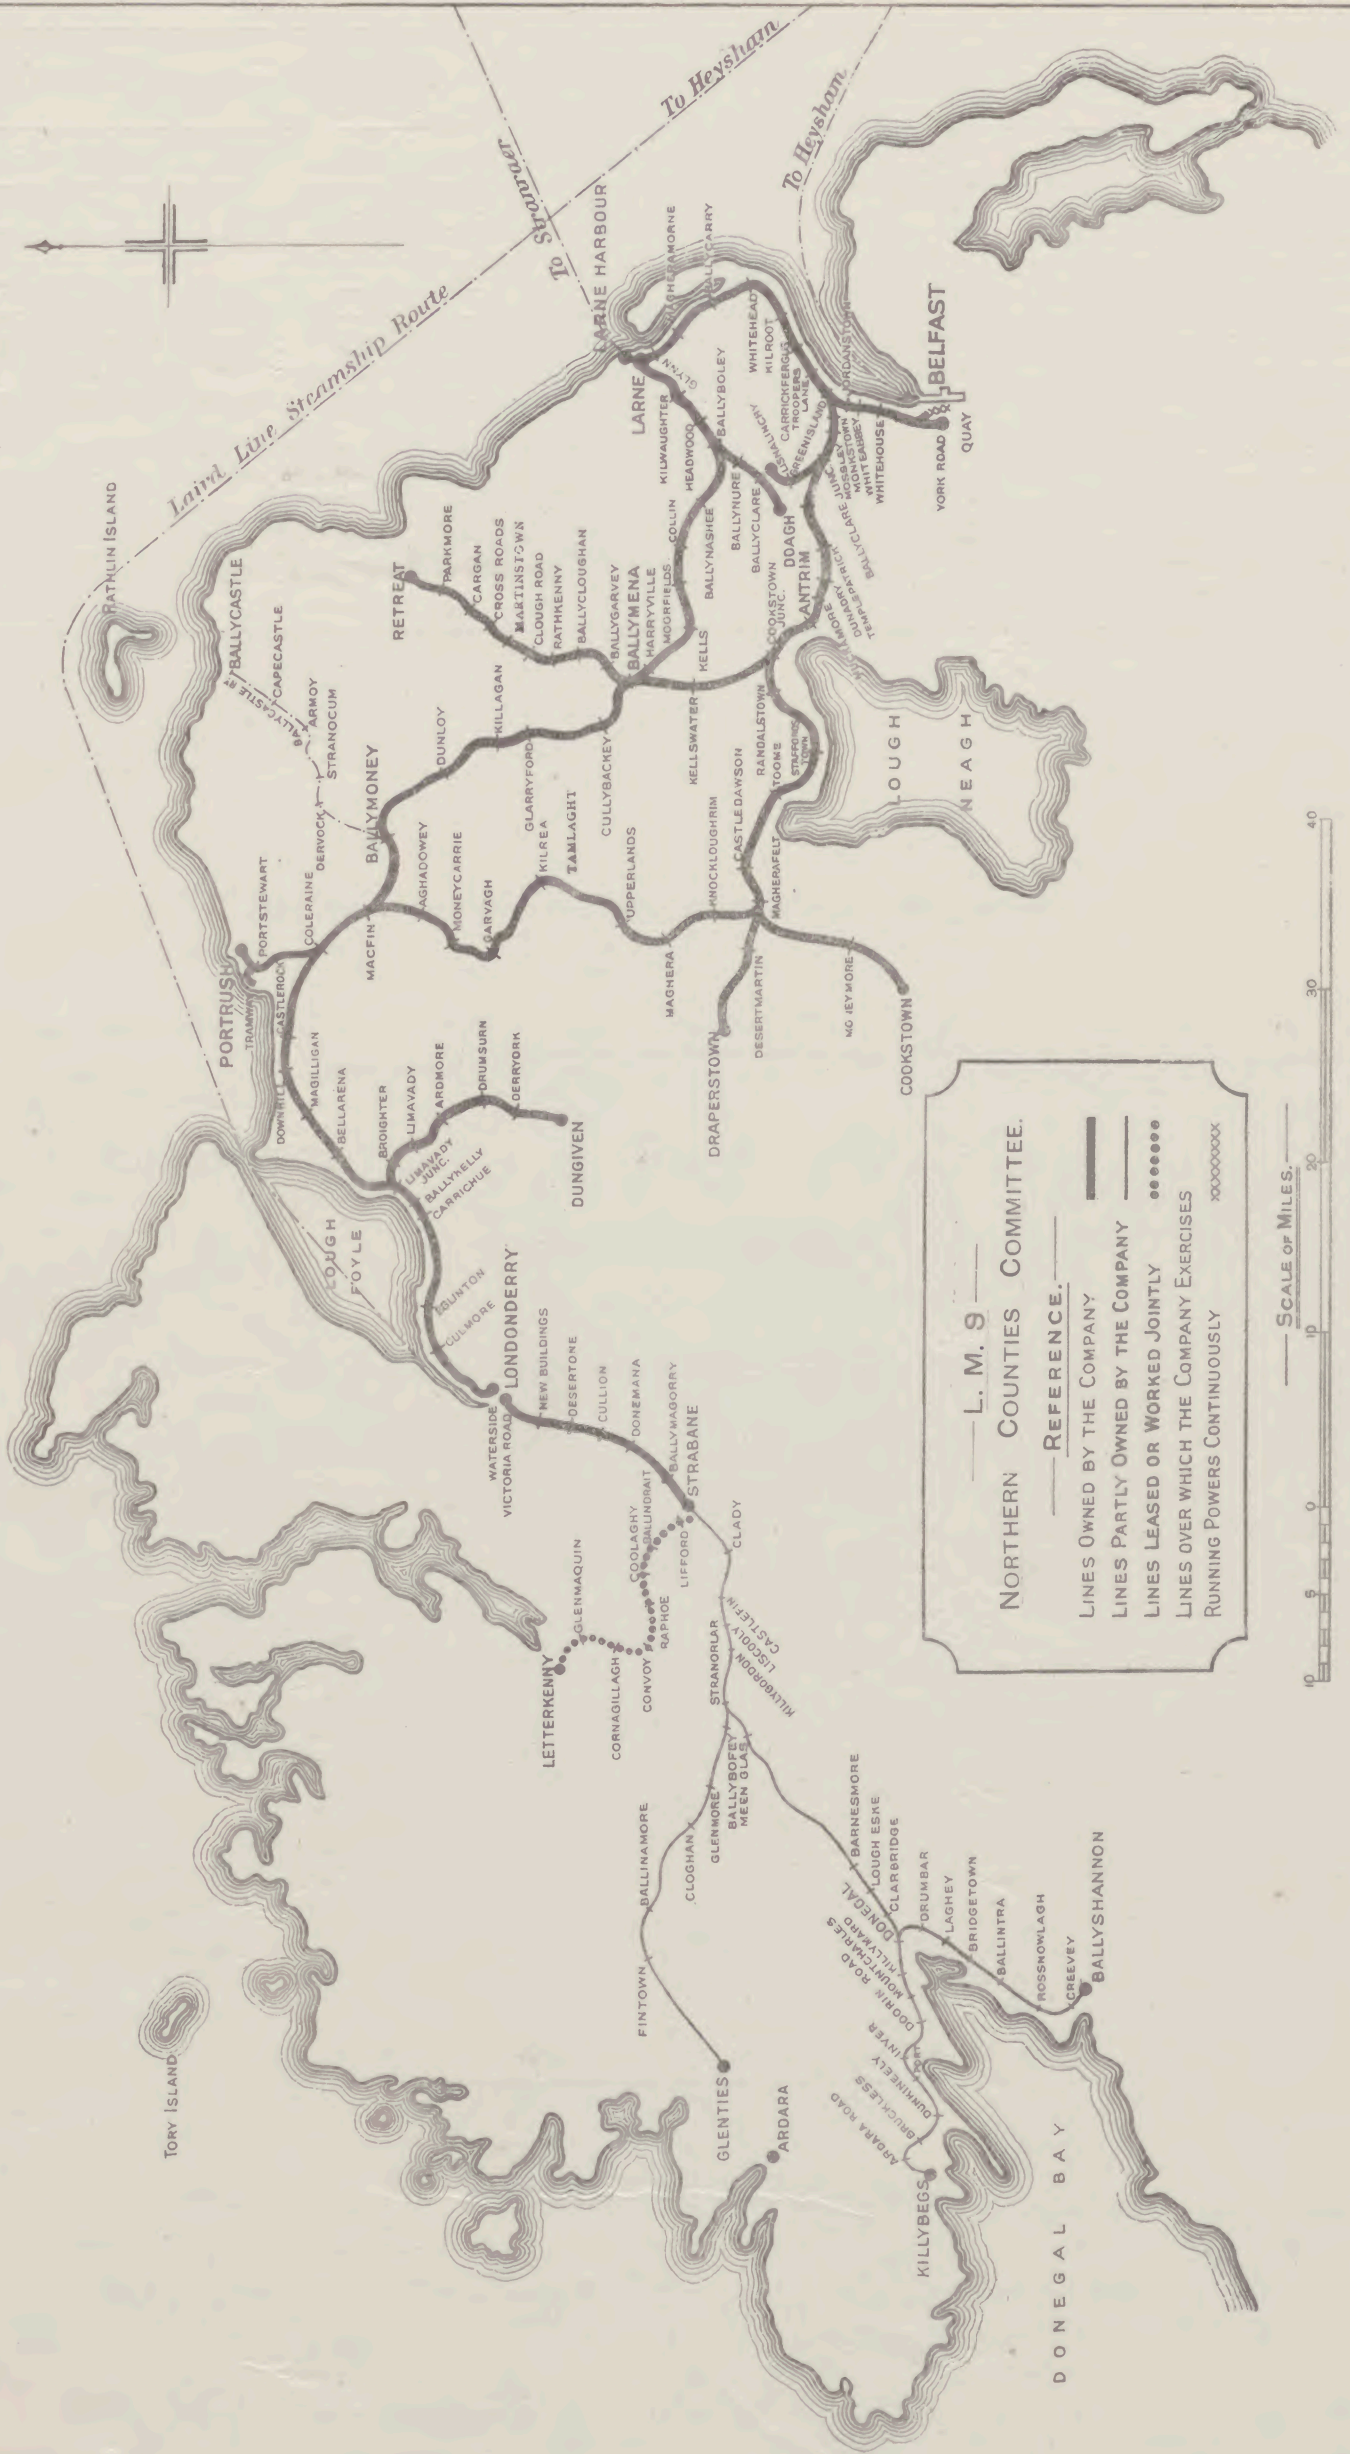 TORY ISLAND
RATHLIN ISLAND
Laird Line Steamship Route
To Stranraer
To Heysham
To Heysham
LOUGH
FOYLE
LOUGH
NEAGH
DONEGAL BAY
PORTRUSH
TRAMWAY
PORTSTEWART
COLERAINE
CASTLEROCK
DOWNHILL
MAGILLIGAN
BELLARENA
BROIGHTER
LIMAVADY
JUNC.
LIMAVADY
ARDMORE
DRUMSURN
DERRYORK
DUNGIVEN
BALLYKELLY
CARRICHUE
EGLINTON
CULMORE
LONDONDERRY
WATERSIDE
VICTORIA ROAD
NEW BUILDINGS
DESERTONE
CULLION
DONEMANA
BALLYMAGORRY
STRABANE
LIFFORD
BALLINDRAIT
COOLAGHY
RAPHOE
CONVOY
CORNAGILLAGH
GLENMAQUIN
LETTERKENNY
CLADY
CASTLEFIN
LISCOOLY
KILLYGORDON
STRANORLAR
BALLYBOFEY
MEEN GLAS
GLENMORE
CLOGHAN
BALLINAMORE
FINTOWN
GLENTIES
ARDARA
BARNESMORE
LOUGH ESKE
CLARBRIDGE
DONEGAL
KILLYMARD
MOUNTCHARLES
ROAD
DOORIN
INVER
PORT
DUNKINEELY
BRUCKLESS
ARDARA ROAD
KILLYBEGS
DRUMBAR
LAGHEY
BRIDGETOWN
BALLINTRA
ROSSNOWLAGH
CREEVEY
BALLYSHANNON
BALLYCASTLE
BALLYCASTLE RY
CAPECASTLE
ARMOY
STRANOCUM
DERVOCK
BALLYMONEY
MACFIN
AGHADOWEY
MONEYCARRIE
GARVAGH
KILREA
TAMLAGHT
UPPERLANDS
MAGHERA
KNOCKLOUGHRIM
MAGHERAFELT
CASTLEDAWSON
TOOME
STAFFORDS
TOWN
RANDALSTOWN
DESERTMARTIN
DRAPERSTOWN
MONEYMORE
COOKSTOWN
DUNLOY
KILLAGAN
GLARRYFORD
CULLYBACKEY
BALLYMENA
HARRYVILLE
BALLYGARVEY
BALLYCLOUGHAN
RATHKENNY
CLOUGH ROAD
MARTINSTOWN
CROSS ROADS
CARGAN
PARKMORE
RETREAT
KELLSWATER
KELLS
MOORFIELDS
COLLIN
BALLYNASHEE
BALLYBOLEY
HEADWOOD
KILWAUGHTER
LARNE
LARNE HARBOUR
GLYNN
MAGHERAMORNE
BALLYCARRY
WHITEHEAD
KILROOT
CARRICKFERGUS
TROOPERS
LANE
GREENISLAND
JORDANSTOWN
BALLYNURE
BALLYCLARE
DOAGH
LISNALINCHY
COOKSTOWN
JUNC.
ANTRIM
MUCKAMORE
DUNADRY
TEMPLEPATRICK
BALLYCLARE JUNC.
MOSSLEY
MONKSTOWN
WHITEABBEY
WHITEHOUSE
YORK ROAD
QUAY
BELFAST
L. M. S
NORTHERN COUNTIES COMMITTEE.
REFERENCE.
LINES OWNED BY THE COMPANY
LINES PARTLY OWNED BY THE COMPANY
LINES LEASED OR WORKED JOINTLY
LINES OVER WHICH THE COMPANY EXERCISES
RUNNING POWERS CONTINUOUSLY
SCALE OF MILES.
10 5 0 10 20 30 40